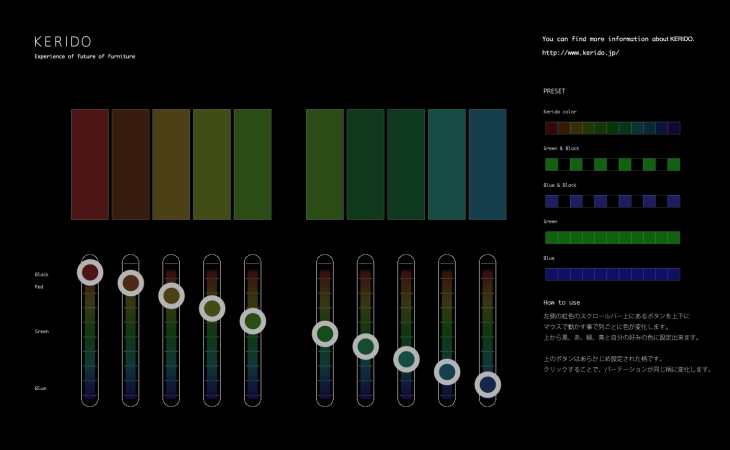 KERIDO
Experience of future of furniture
You can find more information about KERIDO.
http://www.kerido.jp/
PRESET
Kerido color
Green & Black
Blue & Black
Green
Blue
Black
Red
Green
Blue
How to use
左側の虹色のスクロールバー上にあるボタンを上下に
マウスで動かす事で列ごとに色が変化します。
上から黒、赤、緑、青と自分の好みの色に設定出来ます。
上のボタンはあらかじめ設定された柄です。
クリックすることで、パーテーションが同じ柄に変化します。